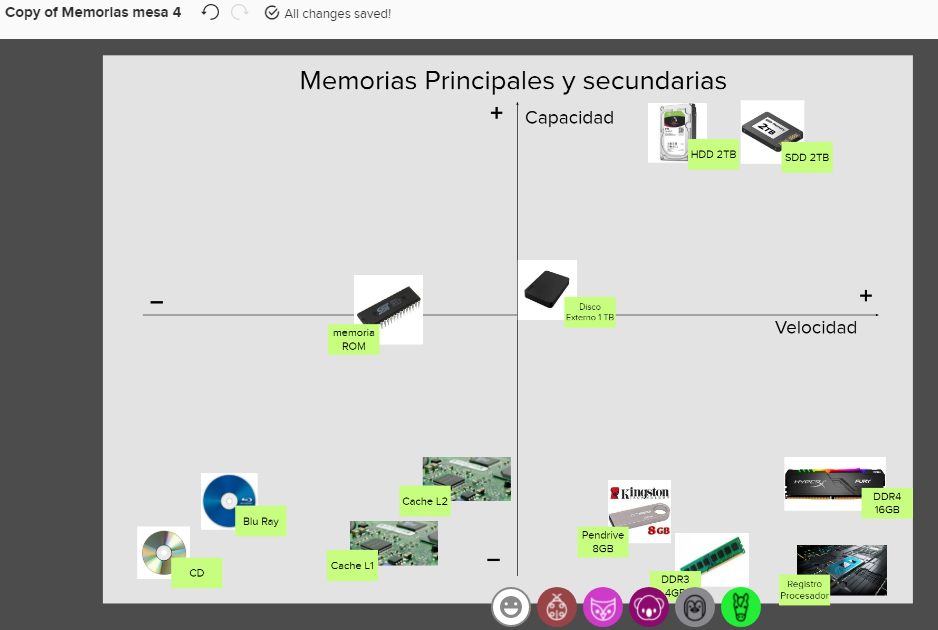 Copy of Memorias mesa 4
All changes saved!
Memorias Principales y secundarias
+
Capacidad
2TB
HDD 2TB
SDD 2TB
−
+
Disco
Externo 1 TB
Velocidad
memoria
ROM
Cache L2
Blu Ray
Kingston
8GB
HYPERX
FURY
DDR4
16GB
Pendrive
8GB
Cache L1
−
CD
DDR3
4GB
Registro
Procesador